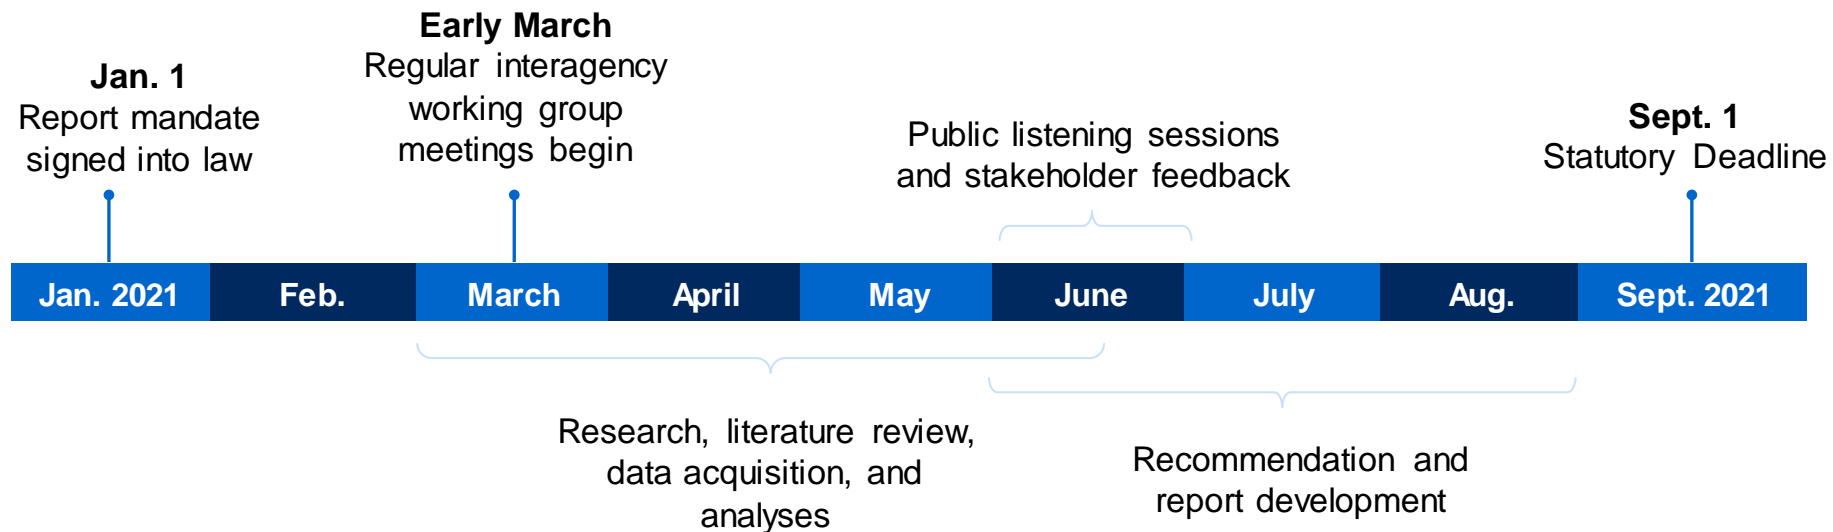 Jan. 1
Report mandate
signed into law
Early March
Regular interagency
working group
meetings begin
Public listening sessions
and stakeholder feedback
Sept. 1
Statutory Deadline
Jan. 2021
Feb.
March
April
May
June
July
Aug.
Sept. 2021
Research, literature review,
data acquisition, and
analyses
Recommendation and
report development